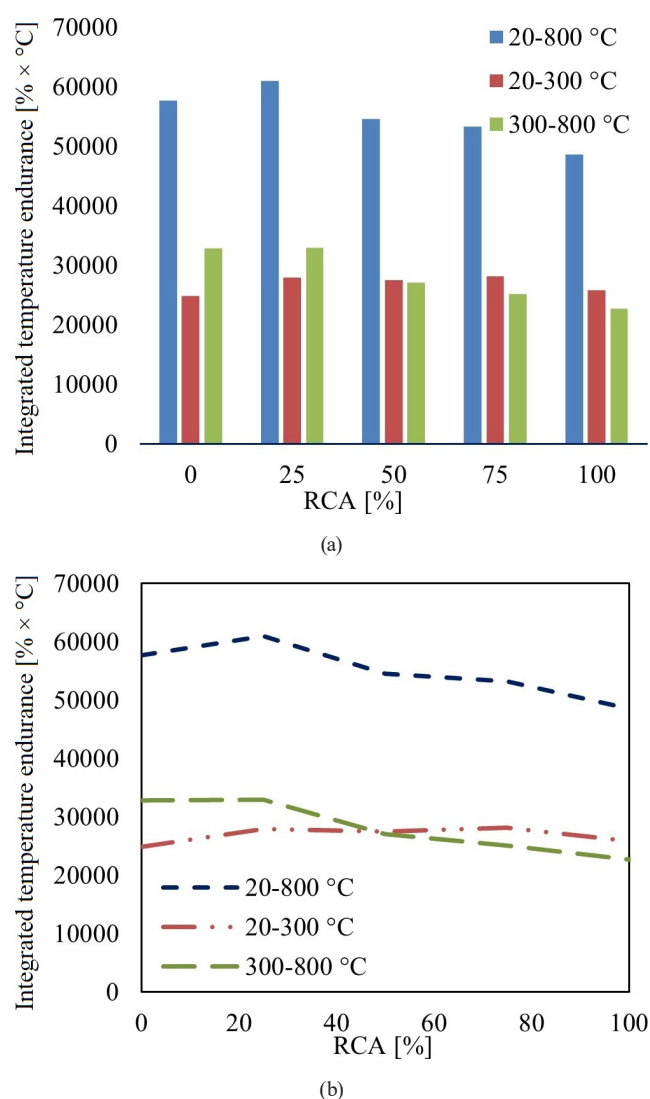 Integrated temperature endurance [% × °C]
70000
60000
50000
40000
30000
20000
10000
0
20-800 °C
20-300 °C
300-800 °C
0 25 50 75 100
RCA [%]
(a)
Integrated temperature endurance [% × °C]
70000
60000
50000
40000
30000
20000
10000
0
20-800 °C
20-300 °C
300-800 °C
0 20 40 60 80 100
RCA [%]
(b)